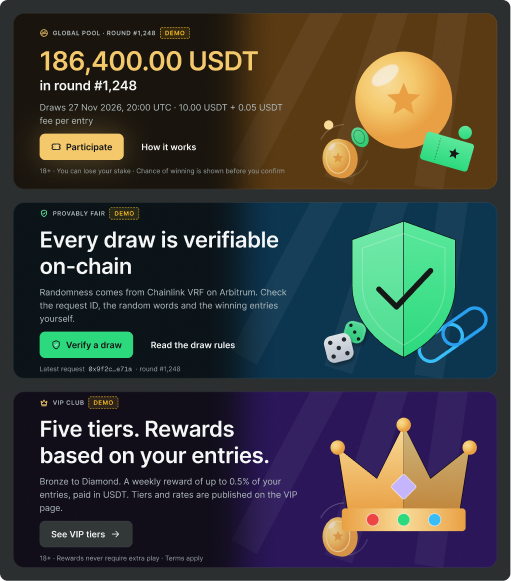 GLOBAL POOL · ROUND #1,248 DEMO
186,400.00 USDT
in round #1,248
Draws 27 Nov 2026, 20:00 UTC · 10.00 USDT + 0.05 USDT
fee per entry
Participate How it works
18+ · You can lose your stake · Chance of winning is shown before you confirm
PROVABLY FAIR DEMO
Every draw is verifiable
on-chain
Randomness comes from Chainlink VRF on Arbitrum. Check
the request ID, the random words and the winning entries
yourself.
Verify a draw Read the draw rules
Latest request 0x9f2c…e71a · round #1,248
VIP CLUB DEMO
Five tiers. Rewards
based on your entries.
Bronze to Diamond. A weekly reward of up to 0.5% of your
entries, paid in USDT. Tiers and rates are published on the VIP
page.
See VIP tiers →
18+ · Rewards never require extra play · Terms apply